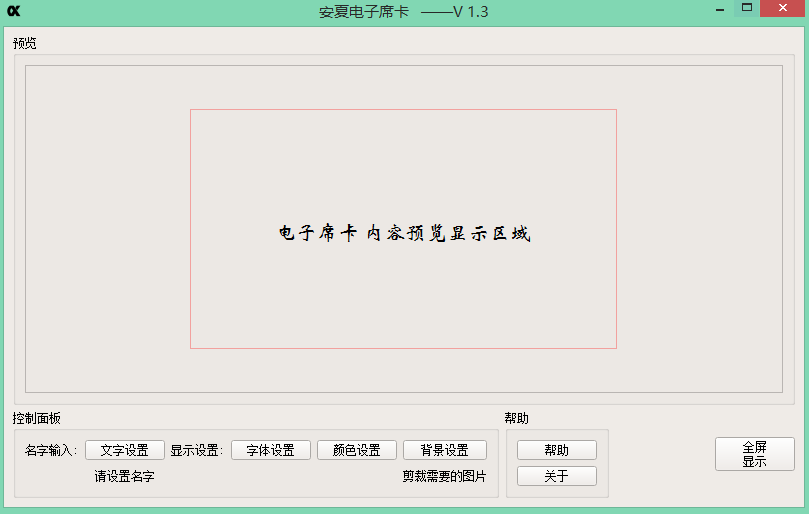 安夏电子席卡 ——V 1.3
预览
电子席卡 内容预览显示区域
控制面板
名字输入: 文字设置 显示设置: 字体设置 颜色设置 背景设置
请设置名字 剪裁需要的图片
帮助
帮助
关于
全屏
显示